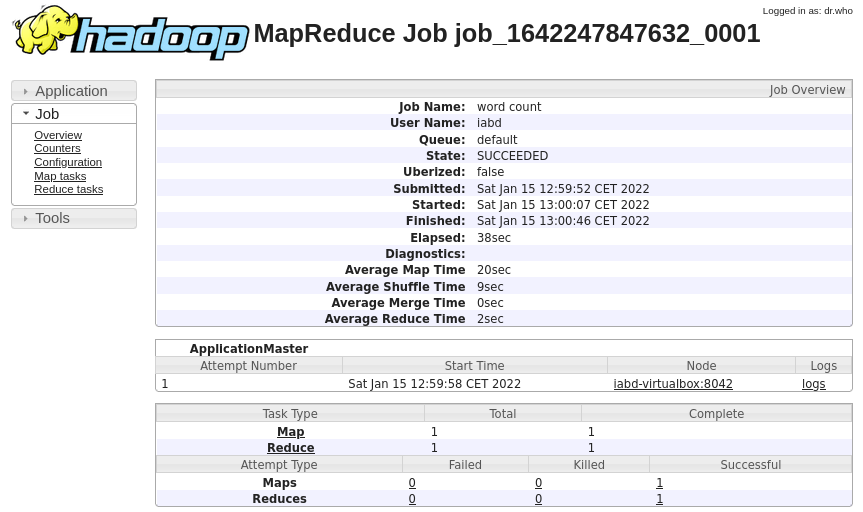 Logged in as: dr.who
hadoop
MapReduce Job job_1642247847632_0001
Application
Job
Overview
Counters
Configuration
Map tasks
Reduce tasks
Tools
Job Overview
Job Name: word count
User Name: iabd
Queue: default
State: SUCCEEDED
Uberized: false
Submitted: Sat Jan 15 12:59:52 CET 2022
Started: Sat Jan 15 13:00:07 CET 2022
Finished: Sat Jan 15 13:00:46 CET 2022
Elapsed: 38sec
Diagnostics:
Average Map Time 20sec
Average Shuffle Time 9sec
Average Merge Time 0sec
Average Reduce Time 2sec
ApplicationMaster
Attempt Number Start Time Node Logs
1 Sat Jan 15 12:59:58 CET 2022 iabd-virtualbox:8042 logs
Task Type Total Complete
Map 1 1
Reduce 1 1
Attempt Type Failed Killed Successful
Maps 0 0 1
Reduces 0 0 1